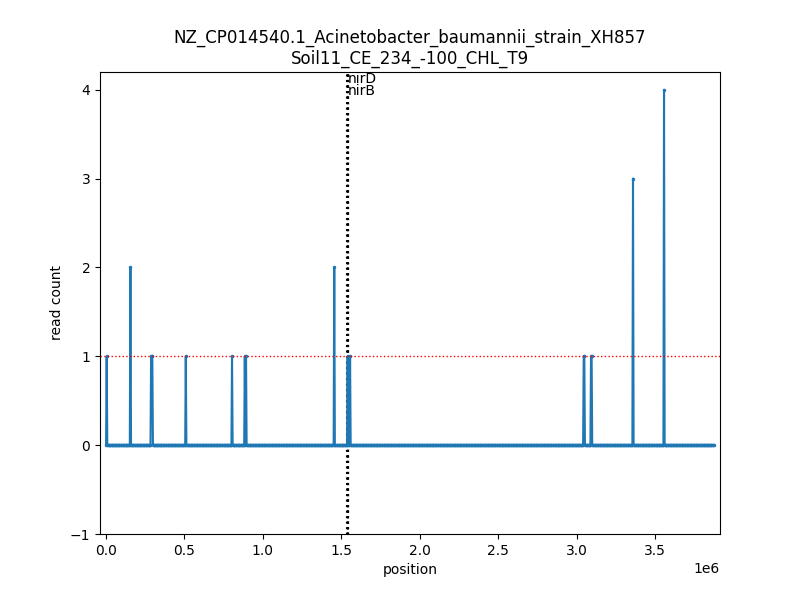 NZ_CP014540.1_Acinetobacter_baumannii_strain_XH857
Soil11_CE_234_-100_CHL_T9
nirD
nirB
4
3
2
1
0
−1
read count
0.0 0.5 1.0 1.5 2.0 2.5 3.0 3.5
1e6
position